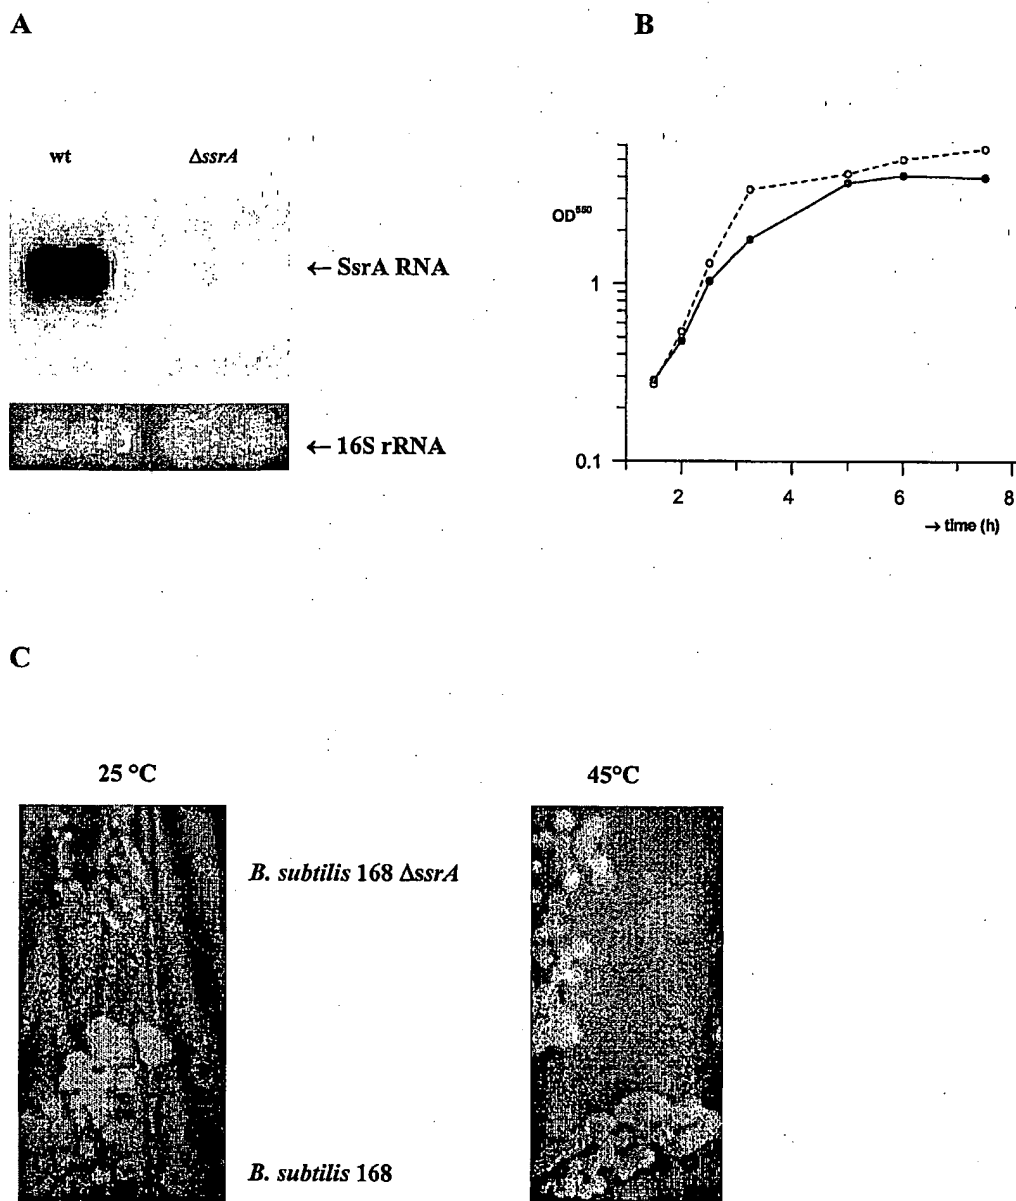 A
B
wt ΔssrA
← SsrA RNA
← 16S rRNA
OD⁵⁵⁰
1
0.1
2 4 6 8
→ time (h)
C
25 °C 45°C
B. subtilis 168 ΔssrA
B. subtilis 168